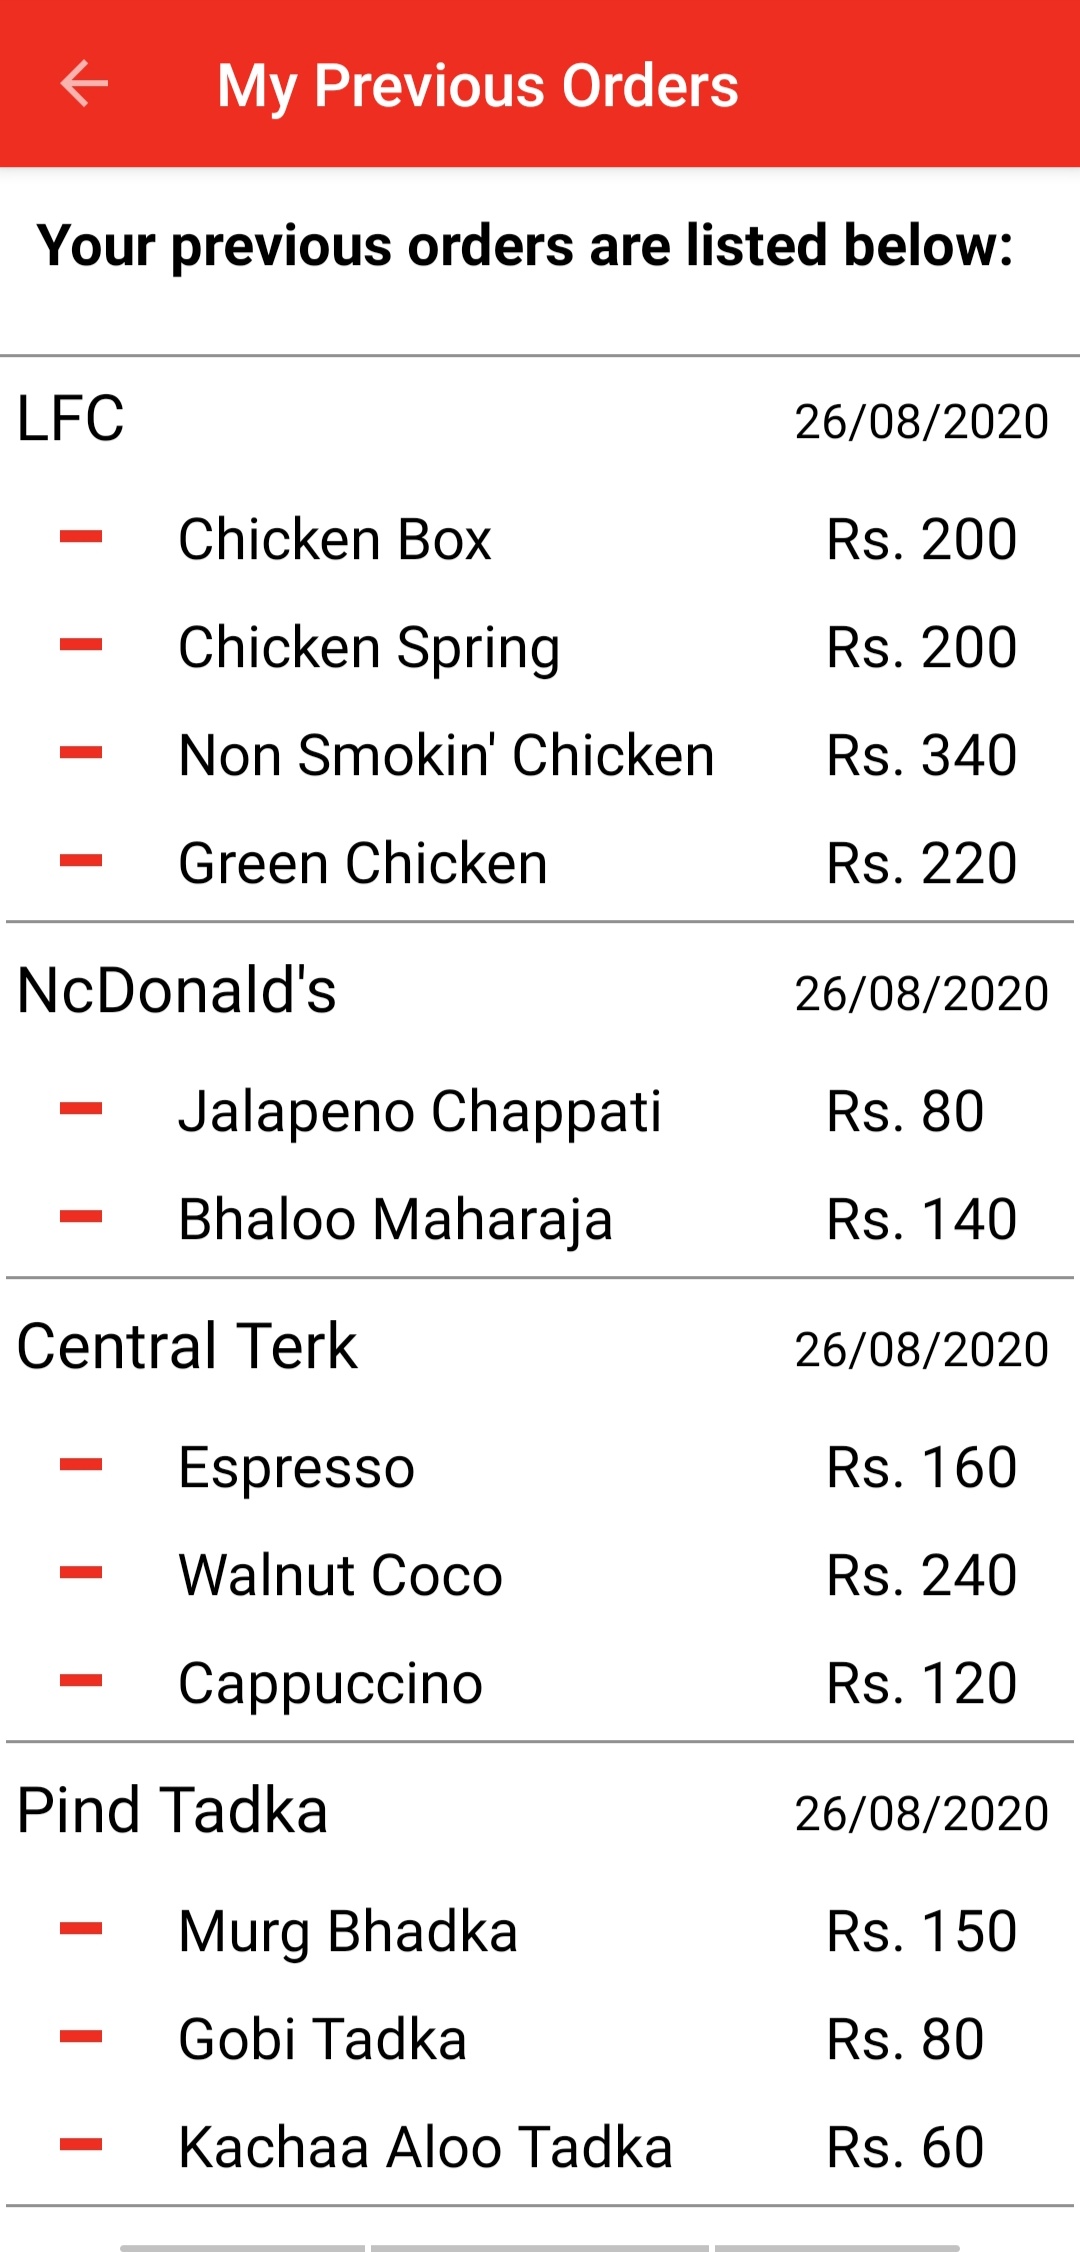 My Previous Orders
Your previous orders are listed below:
LFC 26/08/2020
Chicken Box Rs. 200
Chicken Spring Rs. 200
Non Smokin' Chicken Rs. 340
Green Chicken Rs. 220
NcDonald's 26/08/2020
Jalapeno Chappati Rs. 80
Bhaloo Maharaja Rs. 140
Central Terk 26/08/2020
Espresso Rs. 160
Walnut Coco Rs. 240
Cappuccino Rs. 120
Pind Tadka 26/08/2020
Murg Bhadka Rs. 150
Gobi Tadka Rs. 80
Kachaa Aloo Tadka Rs. 60